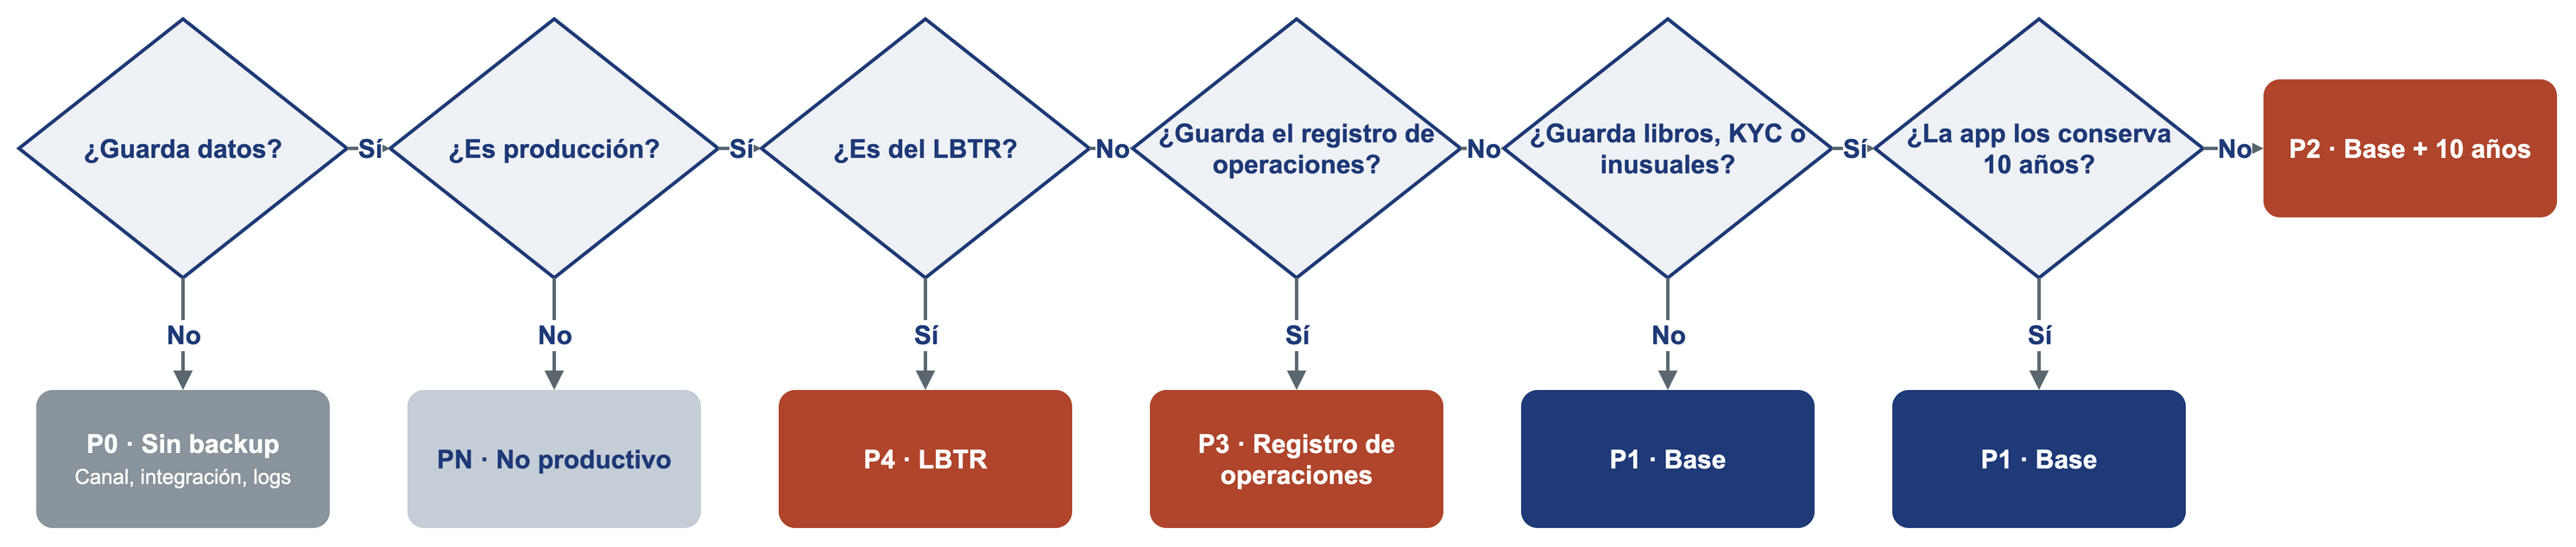 ¿Guarda datos?
Sí
¿Es producción?
Sí
¿Es del LBTR?
No
¿Guarda el registro de
operaciones?
No
¿Guarda libros, KYC o
inusuales?
Sí
¿La app los conserva
10 años?
No
P2 · Base + 10 años
No
No
Sí
Sí
No
Sí
P0 · Sin backup
Canal, integración, logs
PN · No productivo
P4 · LBTR
P3 · Registro de
operaciones
P1 · Base
P1 · Base